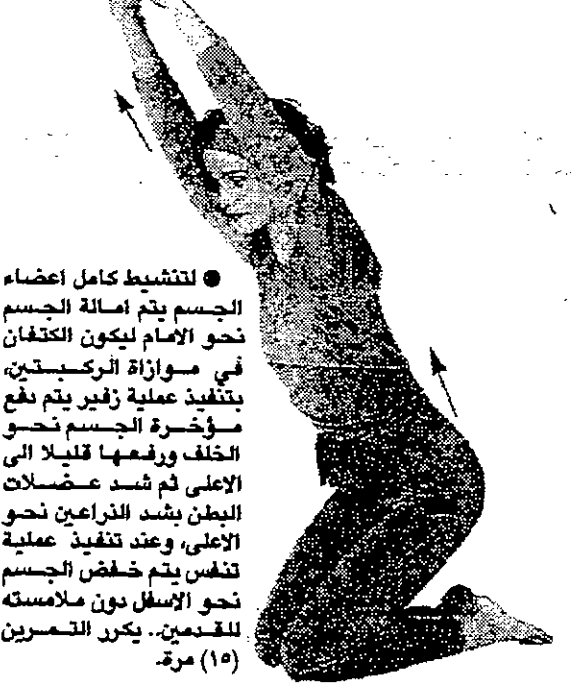 ● لتنشيط كامل اعضاء
الجسم يتم امالة الجسم
نحو الامام ليكون الكتفان
في موازاة الركبتين،
بتنفيذ عملية زفير يتم دفع
مؤخرة الجسم نحو
الخلف ورفعها قليلا الى
الاعلى ثم شد عضلات
البطن بشد الذراعين نحو
الاعلى، وعند تنفيذ عملية
تنفس يتم خفض الجسم
نحو الاسفل دون ملامسته
للقدمين.. يكرر التمرين
(١٥) مرة.